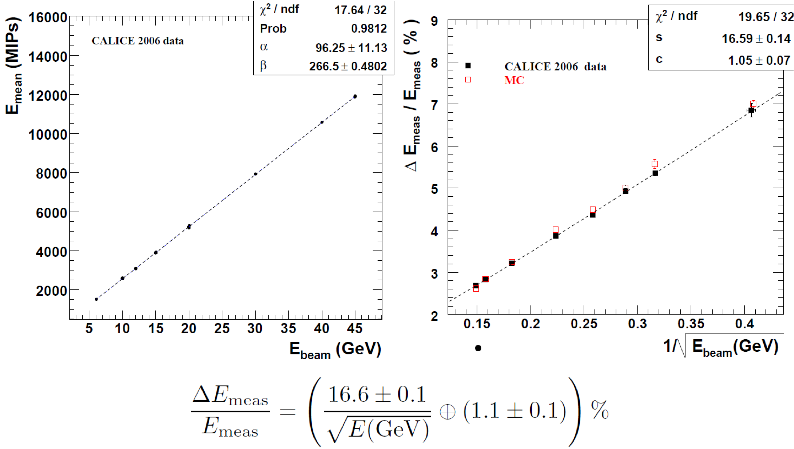 χ² / ndf 17.64 / 32
Prob 0.9812
α 96.25 ± 11.13
β 266.5 ± 0.4802
CALICE 2006 data
E_mean (MIPs)
16000
14000
12000
10000
8000
6000
4000
2000
5 10 15 20 25 30 35 40 45
E_beam (GeV)
χ² / ndf 19.65 / 32
s 16.59 ± 0.14
c 1.05 ± 0.07
CALICE 2006 data
MC
Δ E_meas / E_meas ( % )
9
8
7
6
5
4
3
2
0.15 0.2 0.25 0.3 0.35 0.4
1/√E_beam(GeV)
ΔE_meas / E_meas = ( 16.6 ± 0.1 / √E(GeV) ⊕ (1.1 ± 0.1) ) %